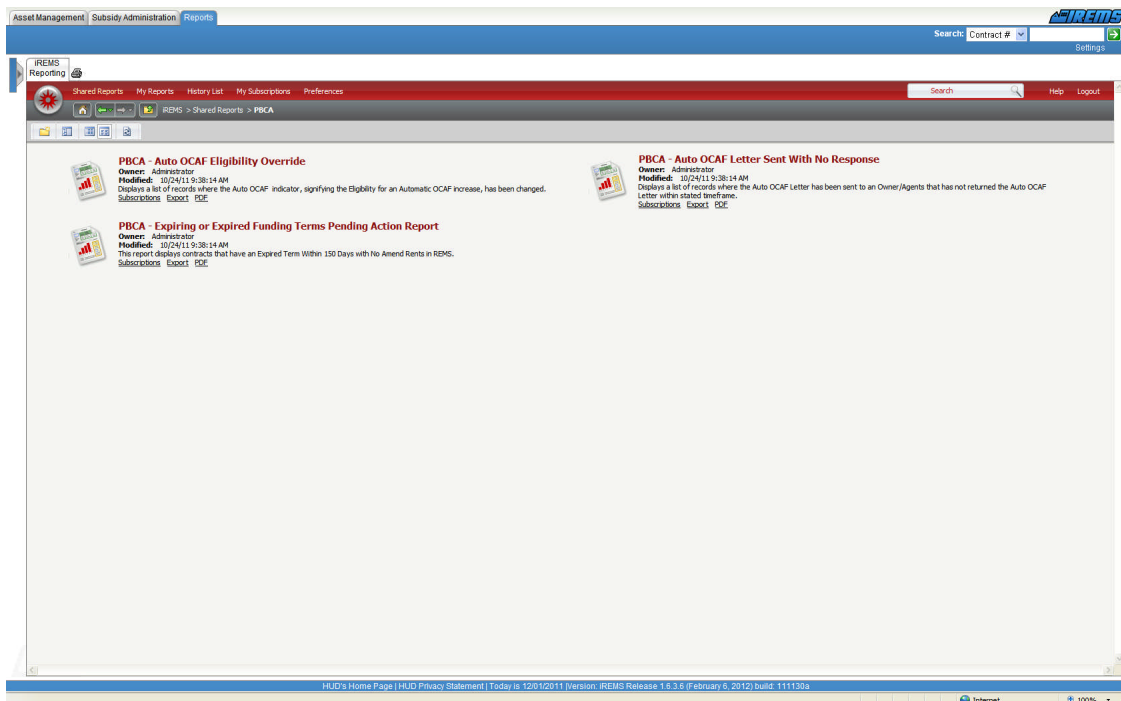 Asset Management Subsidy Administration Reports
iREMS
Search: Contract #
Settings
iREMS
Reporting
Shared Reports My Reports History List My Subscriptions Preferences Search Help Logout
iREMS > Shared Reports > PBCA
PBCA - Auto OCAF Eligibility Override
Owner: Administrator
Modified: 10/24/11 9:38:14 AM
Displays a list of records where the Auto OCAF indicator, signifying the Eligibility for an Automatic OCAF increase, has been changed.
Subscriptions Export PDF
PBCA - Auto OCAF Letter Sent With No Response
Owner: Administrator
Modified: 10/24/11 9:38:14 AM
Displays a list of records where the Auto OCAF Letter has been sent to an Owner/Agents that has not returned the Auto OCAF
Letter within stated timeframe.
Subscriptions Export PDF
PBCA - Expiring or Expired Funding Terms Pending Action Report
Owner: Administrator
Modified: 10/24/11 9:38:14 AM
This report displays contracts that have an Expired Term Within 150 Days with No Amend Rents in REMS.
Subscriptions Export PDF
HUD's Home Page | HUD Privacy Statement | Today is 12/01/2011 |Version: iREMS Release 1.6.3.6 (February 6, 2012) build: 111130a
Internet 100%